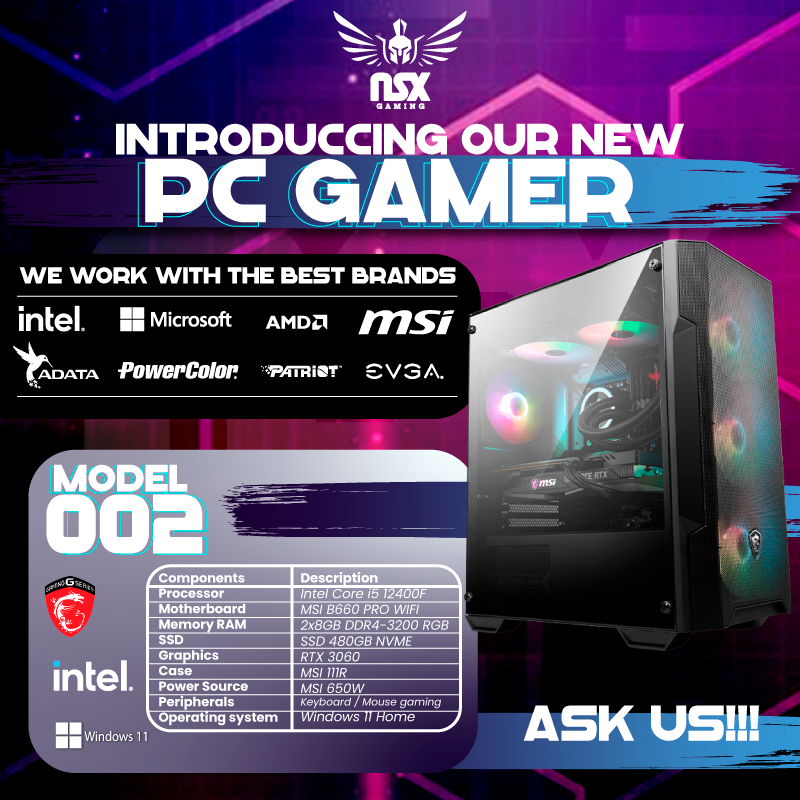 NSX
GAMING
INTRODUCCING OUR NEW
PC GAMER
WE WORK WITH THE BEST BRANDS
intel. Microsoft AMD msi
ADATA PowerColor. PATRIOT EVGA.
MODEL
002
GAMING G SERIES
intel.
Windows 11
Components Description
Processor Intel Core i5 12400F
Motherboard MSI B660 PRO WIFI
Memory RAM 2x8GB DDR4-3200 RGB
SSD SSD 480GB NVME
Graphics RTX 3060
Case MSI 111R
Power Source MSI 650W
Peripherals Keyboard / Mouse gaming
Operating system Windows 11 Home
msi
RTX
ASK US!!!